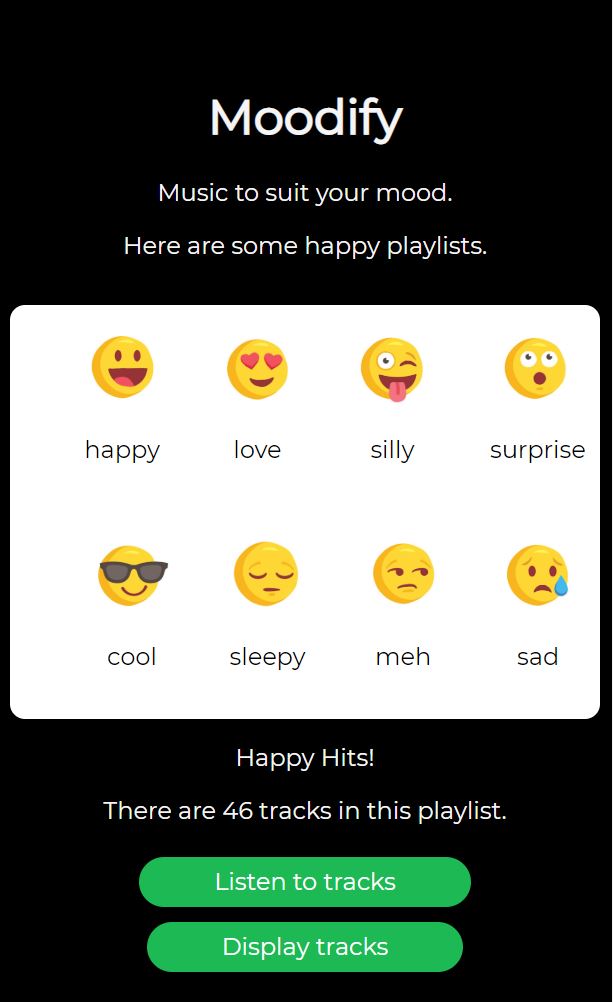 Moodify
Music to suit your mood.
Here are some happy playlists.
happy love silly surprise
cool sleepy meh sad
Happy Hits!
There are 46 tracks in this playlist.
Listen to tracks
Display tracks